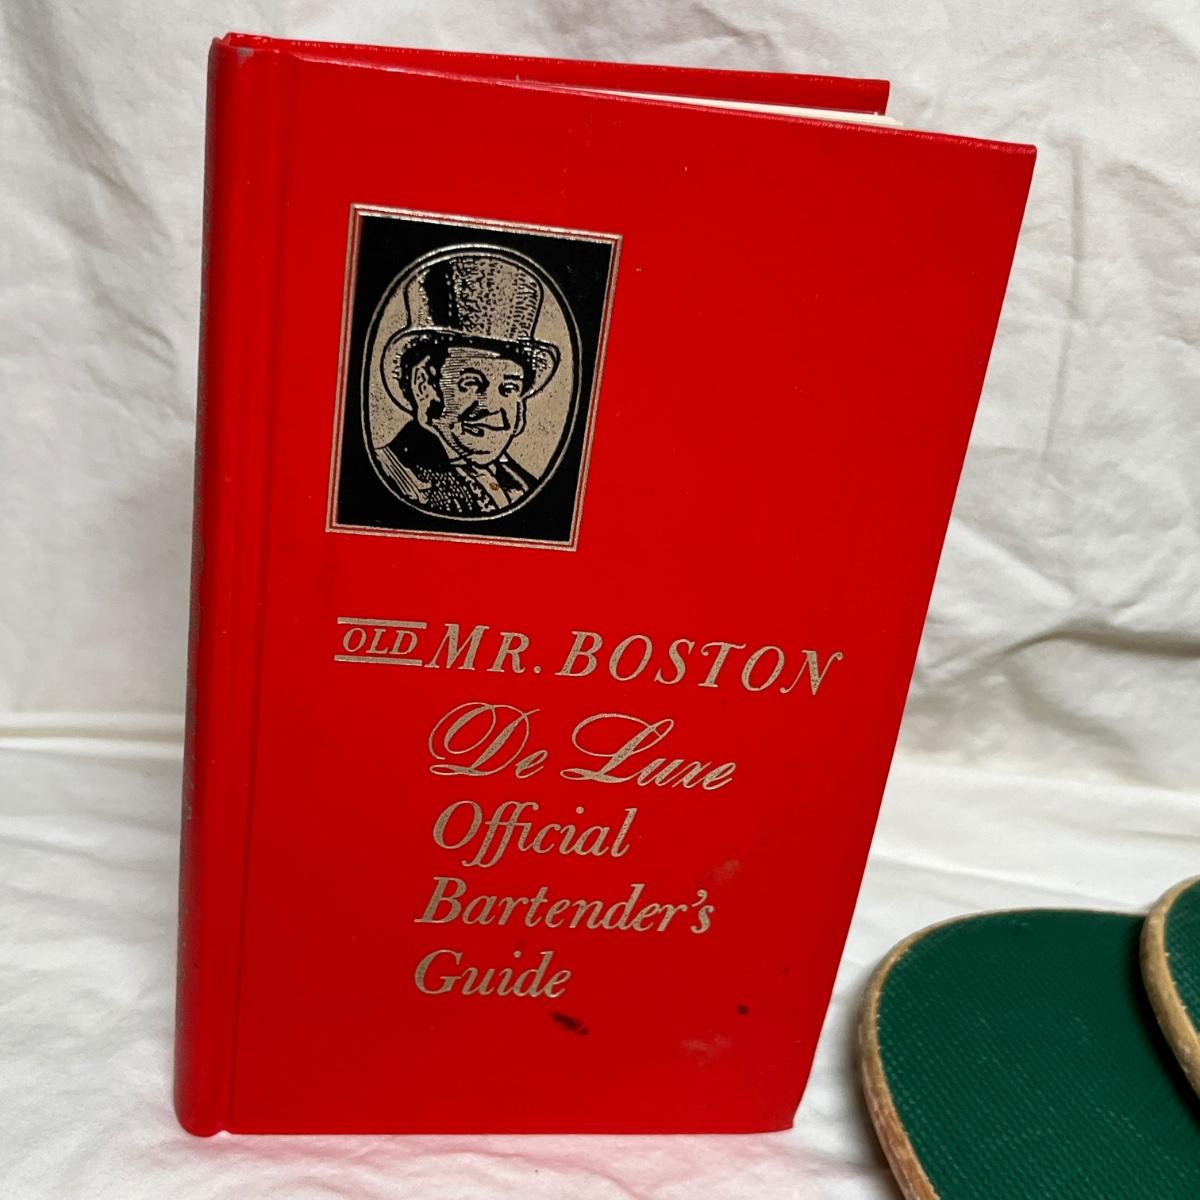 OLD MR. BOSTON
De Luxe
Official
Bartender's
Guide